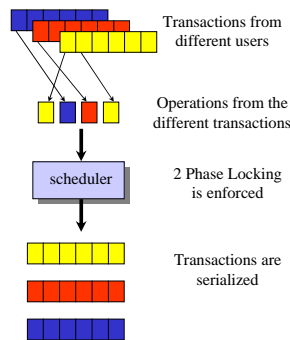 Transactions from
different users
Operations from the
different transactions
scheduler
2 Phase Locking
is enforced
Transactions are
serialized